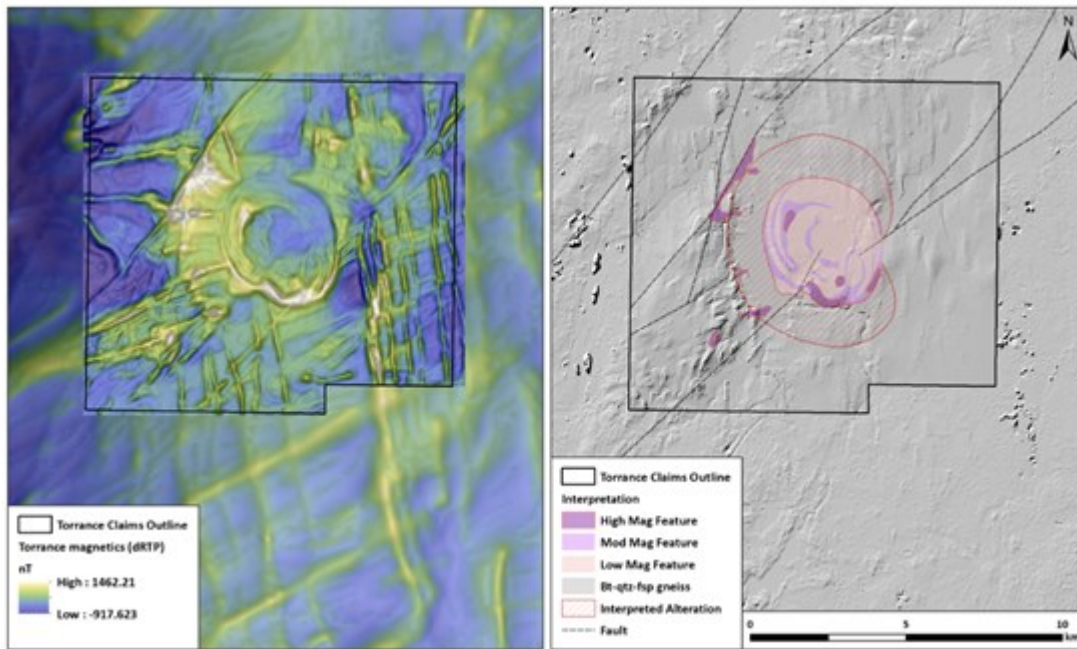 Torrance Claims Outline
Torrance magnetics (dRTP)
nT
High : 1462.21
Low : -917.623
N
Torrance Claims Outline
Interpretation
High Mag Feature
Mod Mag Feature
Low Mag Feature
Bt-qtz-fsp gneiss
Interpreted Alteration
Fault
0 5 10
km